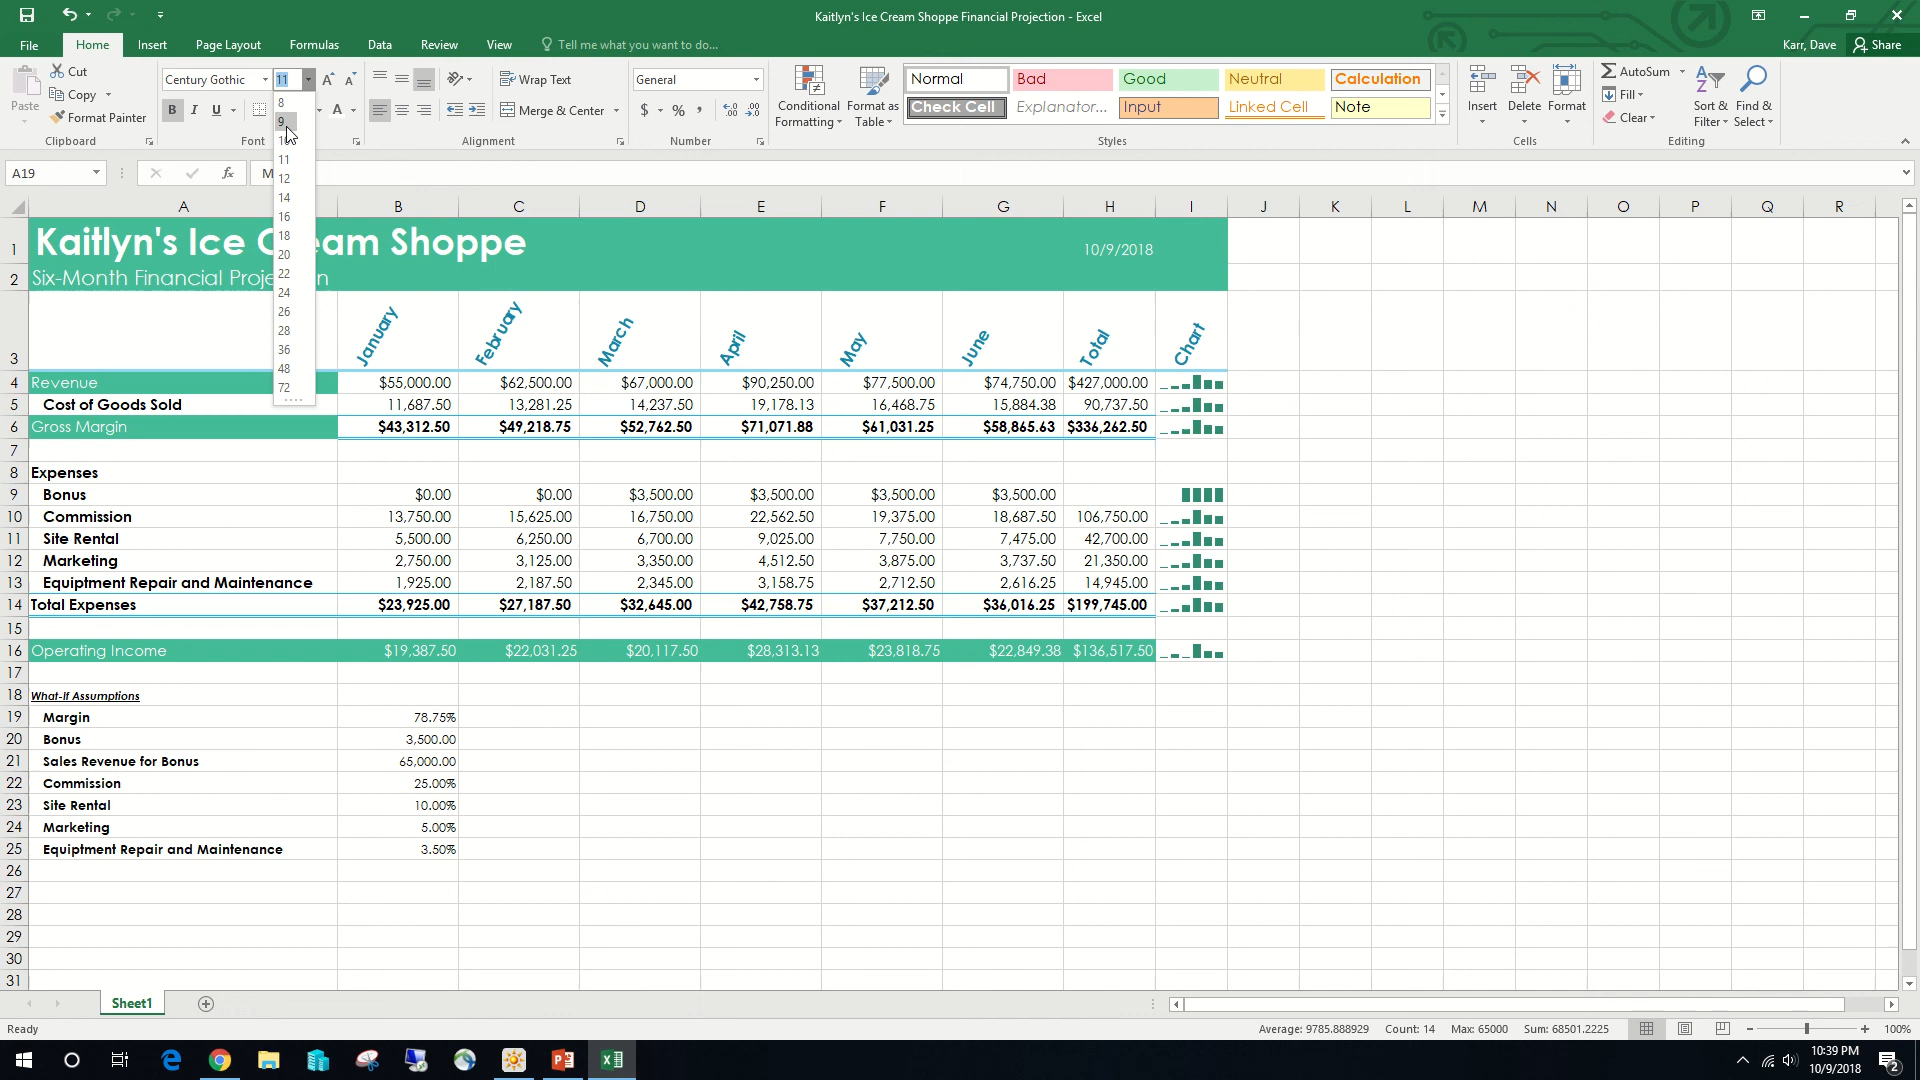 Kaitlyn's Ice Cream Shoppe Financial Projection - Excel
File Home Insert Page Layout Formulas Data Review View Tell me what you want to do... Karr, Dave Share
Paste Cut Copy Format Painter Clipboard
Century Gothic 11 A A B I U A Font
Wrap Text Merge & Center Alignment
General $ % , Number
Conditional Formatting Format as Table
Normal Bad Good Neutral Calculation
Check Cell Explanator... Input Linked Cell Note
Styles
Insert Delete Format Cells
AutoSum Fill Clear Sort & Filter Find & Select Editing
8
9
11
12
14
16
18
20
22
24
26
28
36
48
72
A19 fx M
A B C D E F G H I J K L M N O P Q R
1 Kaitlyn's Ice C am Shoppe 10/9/2018
2 Six-Month Financial Proje n
3 January February March April May June Total Chart
4 Revenue $55,000.00 $62,500.00 $67,000.00 $90,250.00 $77,500.00 $74,750.00 $427,000.00
5 Cost of Goods Sold 11,687.50 13,281.25 14,237.50 19,178.13 16,468.75 15,884.38 90,737.50
6 Gross Margin $43,312.50 $49,218.75 $52,762.50 $71,071.88 $61,031.25 $58,865.63 $336,262.50
7
8 Expenses
9 Bonus $0.00 $0.00 $3,500.00 $3,500.00 $3,500.00 $3,500.00
10 Commission 13,750.00 15,625.00 16,750.00 22,562.50 19,375.00 18,687.50 106,750.00
11 Site Rental 5,500.00 6,250.00 6,700.00 9,025.00 7,750.00 7,475.00 42,700.00
12 Marketing 2,750.00 3,125.00 3,350.00 4,512.50 3,875.00 3,737.50 21,350.00
13 Equiptment Repair and Maintenance 1,925.00 2,187.50 2,345.00 3,158.75 2,712.50 2,616.25 14,945.00
14 Total Expenses $23,925.00 $27,187.50 $32,645.00 $42,758.75 $37,212.50 $36,016.25 $199,745.00
15
16 Operating Income $19,387.50 $22,031.25 $20,117.50 $28,313.13 $23,818.75 $22,849.38 $136,517.50
17
18 What-If Assumptions
19 Margin 78.75%
20 Bonus 3,500.00
21 Sales Revenue for Bonus 65,000.00
22 Commission 25.00%
23 Site Rental 10.00%
24 Marketing 5.00%
25 Equiptment Repair and Maintenance 3.50%
26
27
28
29
30
31
Sheet1
Ready Average: 9785.888929 Count: 14 Max: 65000 Sum: 68501.2225 100%
10:39 PM
10/9/2018 2